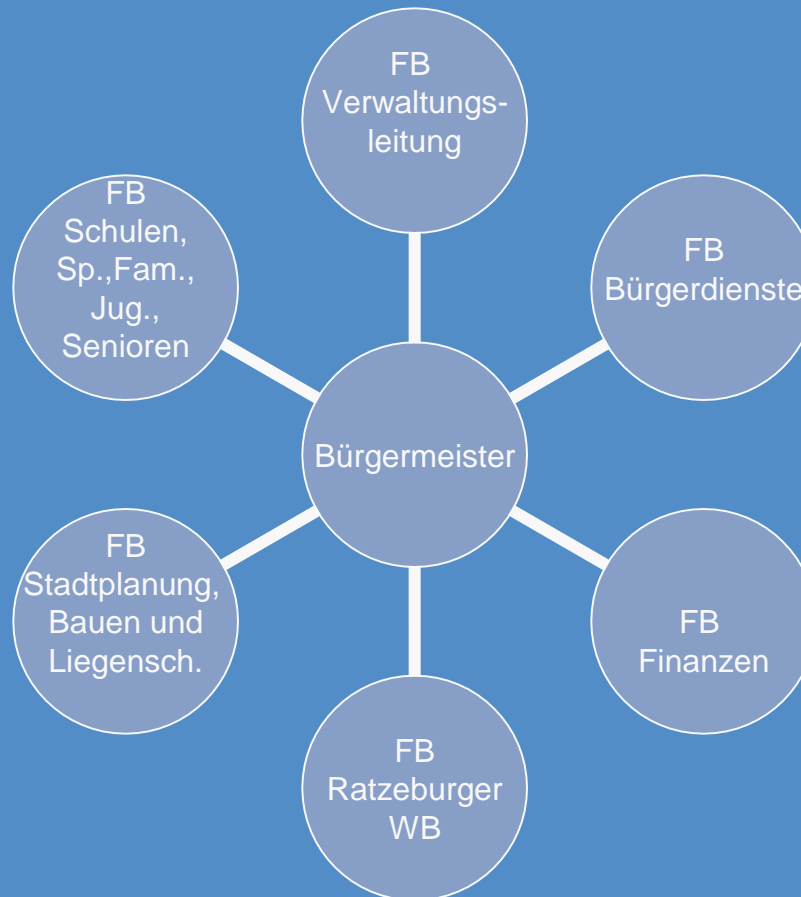 FB
Verwaltungs-
leitung
FB
Schulen,
Sp.,Fam.,
Jug.,
Senioren
FB
Bürgerdienste
Bürgermeister
FB
Stadtplanung,
Bauen und
Liegensch.
FB
Finanzen
FB
Ratzeburger
WB